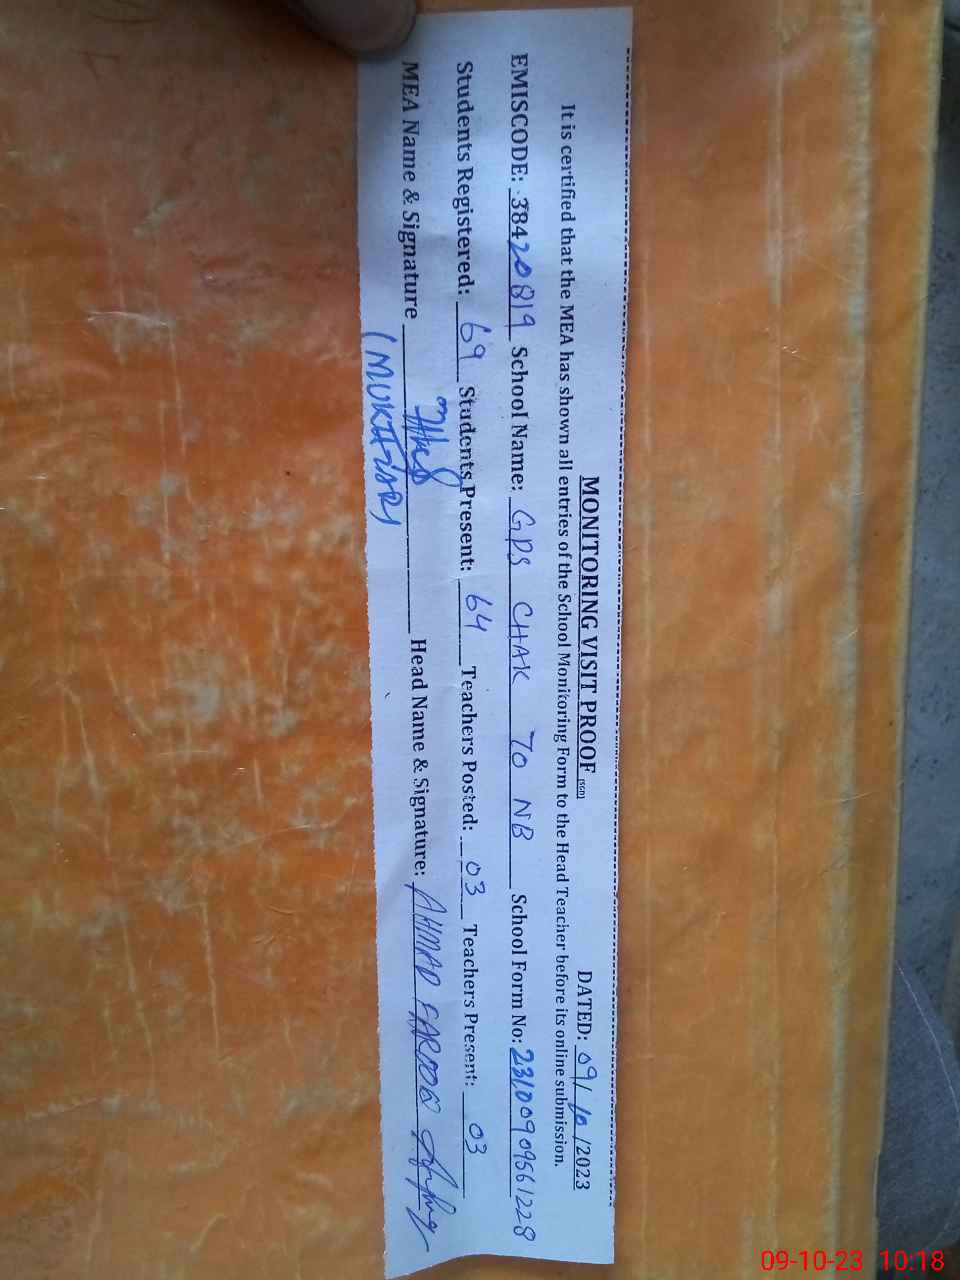 MONITORING VISIT PROOF (SGD) DATED: 09/10/2023
It is certified that the MEA has shown all entries of the School Monitoring Form to the Head Teacher before its online submission.
EMISCODE: 38420819 School Name: GPS CHAK 70 NB School Form No: 23100909661228
Students Registered: 69 Students Present: 64 Teachers Posted: 03 Teachers Present: 03
MEA Name & Signature Head Name & Signature: AHMAD FAROOQ
09-10-23 10:18